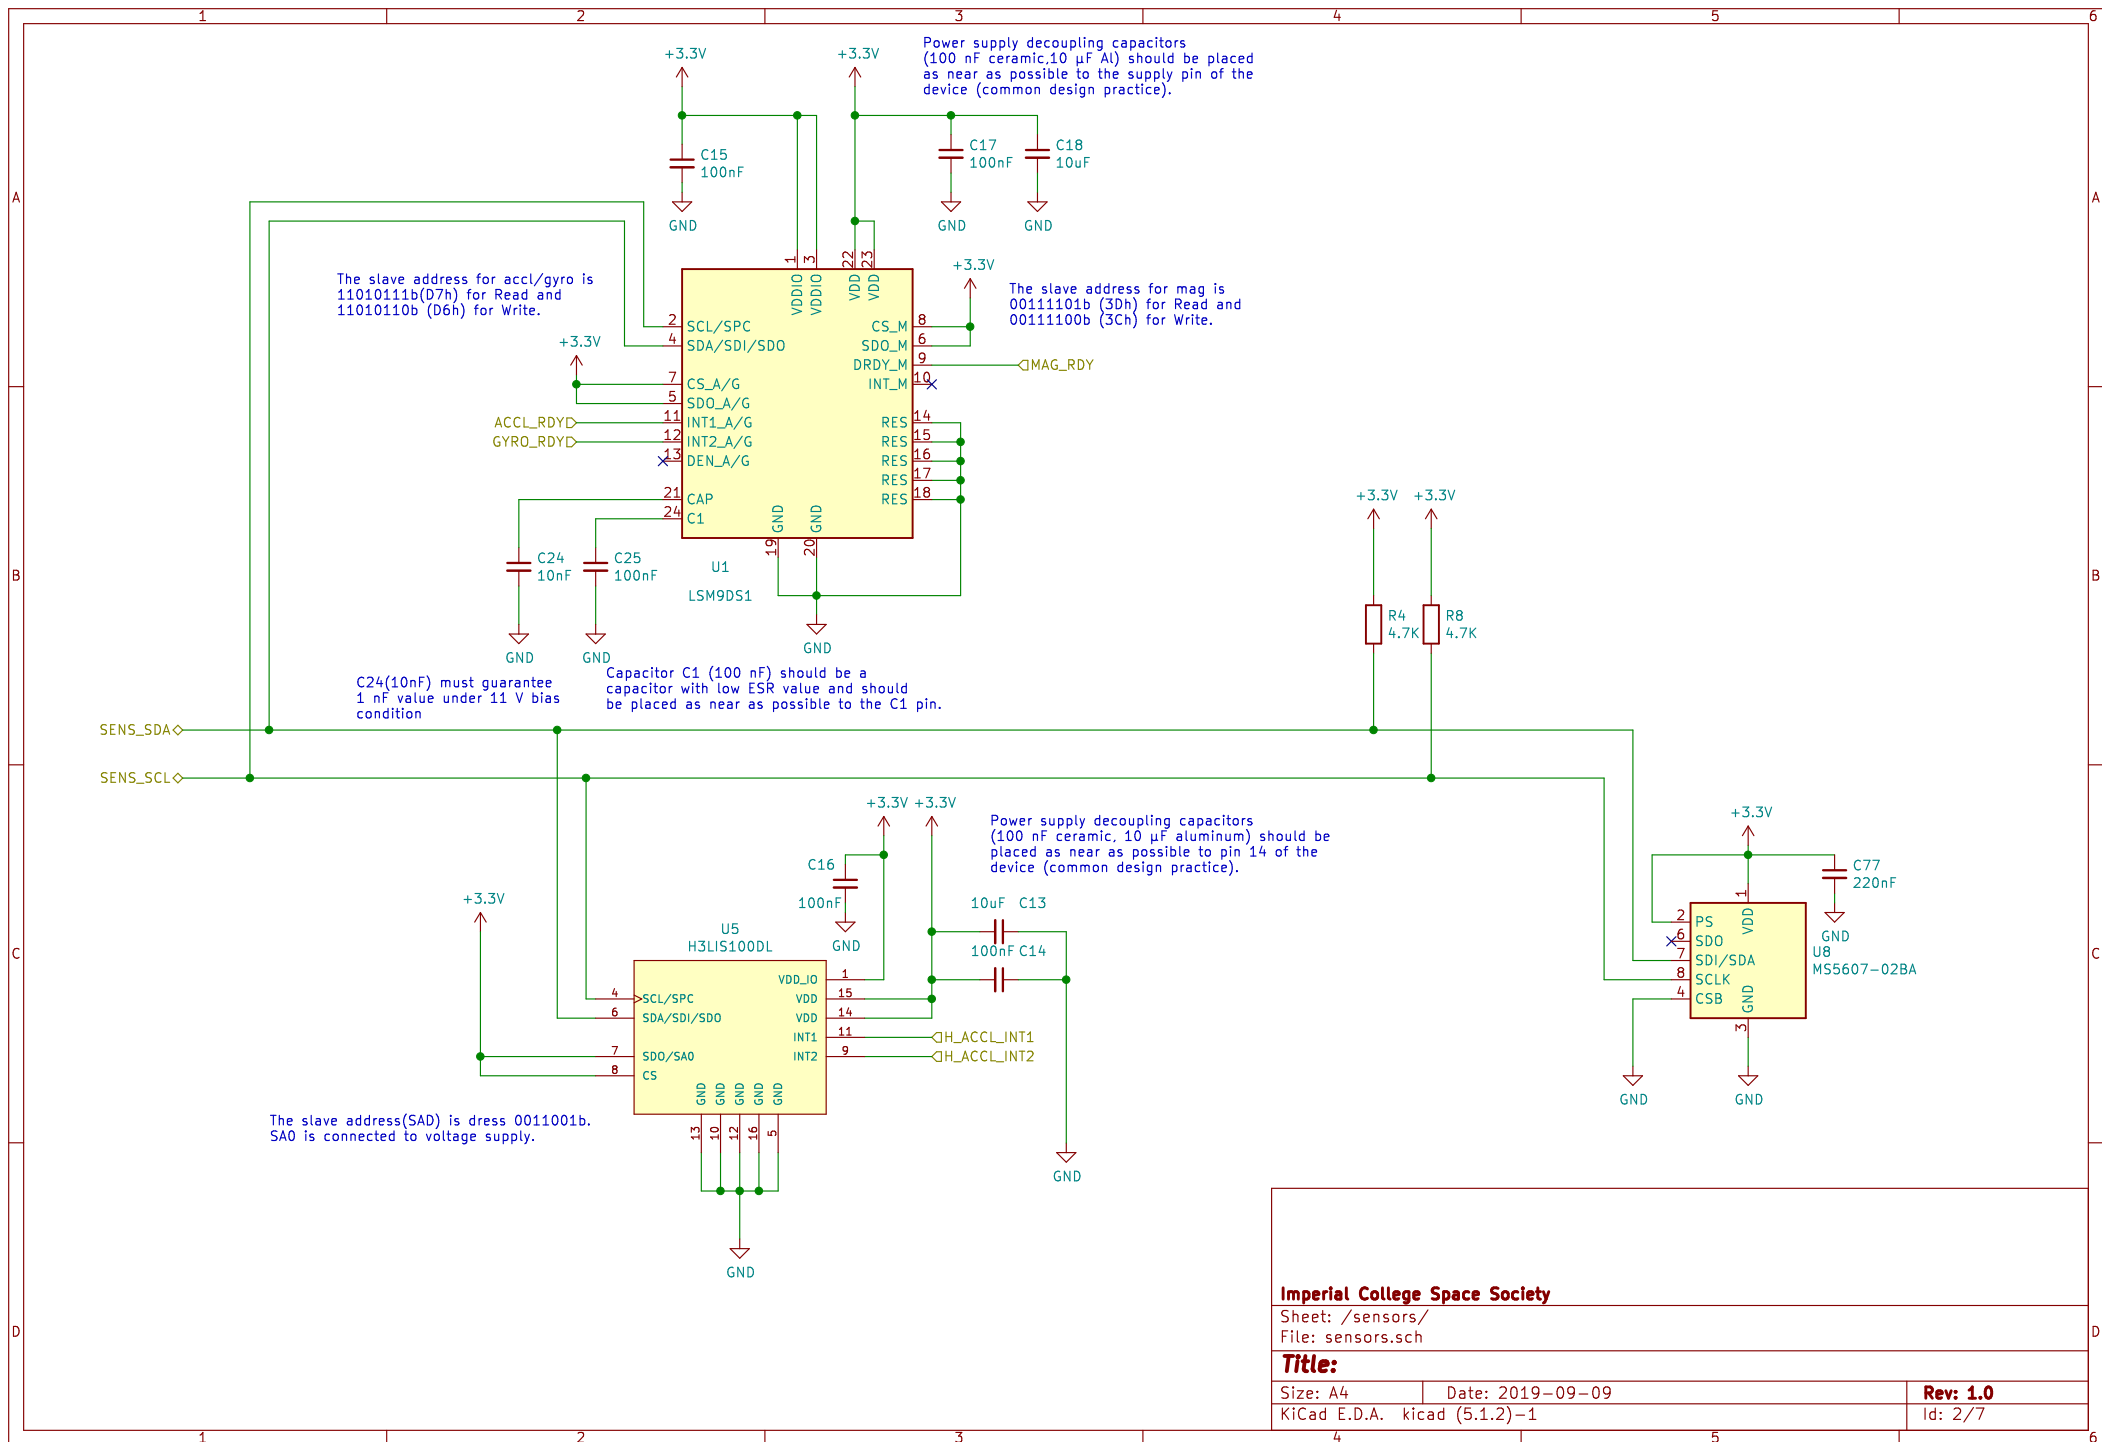 1 2 3 4 5 6
A A
B B
C C
D D
+3.3V
+3.3V
Power supply decoupling capacitors
(100 nF ceramic,10 μF Al) should be placed
as near as possible to the supply pin of the
device (common design practice).
C15
100nF
GND
C17
100nF
GND
C18
10uF
GND
The slave address for accl/gyro is
11010111b(D7h) for Read and
11010110b (D6h) for Write.
+3.3V
The slave address for mag is
00111101b (3Dh) for Read and
00111100b (3Ch) for Write.
+3.3V
1 VDDIO
3 VDDIO
22 VDD
23 VDD
2 SCL/SPC
4 SDA/SDI/SDO
7 CS_A/G
5 SDO_A/G
11 INT1_A/G
12 INT2_A/G
13 DEN_A/G
21 CAP
24 C1
CS_M 8
SDO_M 6
DRDY_M 9
INT_M 10
RES 14
RES 15
RES 16
RES 17
RES 18
GND 19
GND 20
MAG_RDY
ACCL_RDY
GYRO_RDY
U1
LSM9DS1
C24
10nF
GND
C25
100nF
GND
GND
C24(10nF) must guarantee
1 nF value under 11 V bias
condition
Capacitor C1 (100 nF) should be a
capacitor with low ESR value and should
be placed as near as possible to the C1 pin.
+3.3V +3.3V
R4
4.7K
R8
4.7K
SENS_SDA
SENS_SCL
+3.3V +3.3V
Power supply decoupling capacitors
(100 nF ceramic, 10 μF aluminum) should be
placed as near as possible to pin 14 of the
device (common design practice).
C16
100nF
GND
10uF C13
100nF C14
GND
+3.3V
U5
H3LIS100DL
4 SCL/SPC
6 SDA/SDI/SDO
7 SDO/SA0
8 CS
VDD_IO 1
VDD 15
VDD 14
INT1 11
INT2 9
GND 13
GND 10
GND 12
GND 16
GND 5
H_ACCL_INT1
H_ACCL_INT2
GND
The slave address(SAD) is dress 0011001b.
SA0 is connected to voltage supply.
+3.3V
C77
220nF
GND
1 VDD
2 PS
6 SDO
7 SDI/SDA
8 SCLK
4 CSB
GND 3
U8
MS5607-02BA
GND
GND
Imperial College Space Society
Sheet: /sensors/
File: sensors.sch
Title:
Size: A4 Date: 2019-09-09 Rev: 1.0
KiCad E.D.A. kicad (5.1.2)-1 Id: 2/7
1 2 3 4 5 6